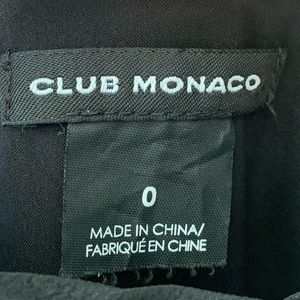 CLUB MONACO
0
MADE IN CHINA/
FABRIQUÉ EN CHINE